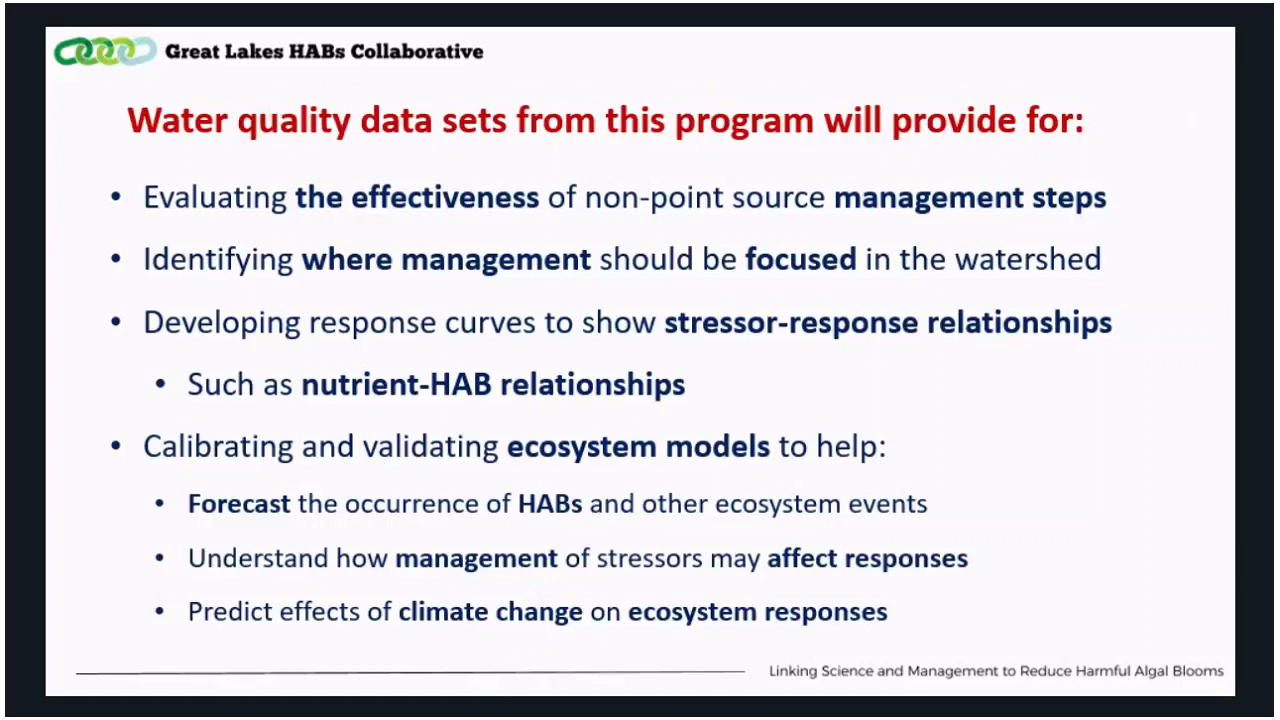 Great Lakes HABs Collaborative
Water quality data sets from this program will provide for:
• Evaluating the effectiveness of non-point source management steps
• Identifying where management should be focused in the watershed
• Developing response curves to show stressor-response relationships
• Such as nutrient-HAB relationships
• Calibrating and validating ecosystem models to help:
• Forecast the occurrence of HABs and other ecosystem events
• Understand how management of stressors may affect responses
• Predict effects of climate change on ecosystem responses
Linking Science and Management to Reduce Harmful Algal Blooms